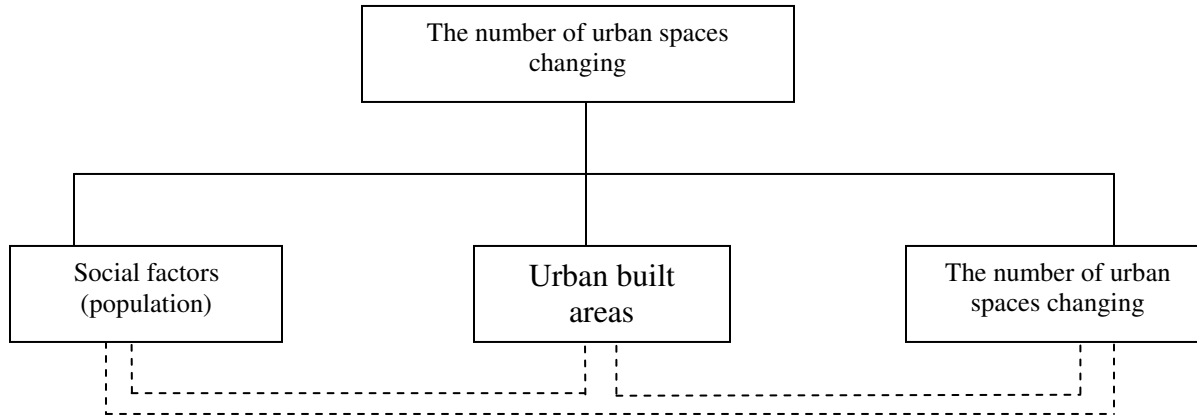 The number of urban spaces
changing
Social factors
(population)
Urban built
areas
The number of urban
spaces changing